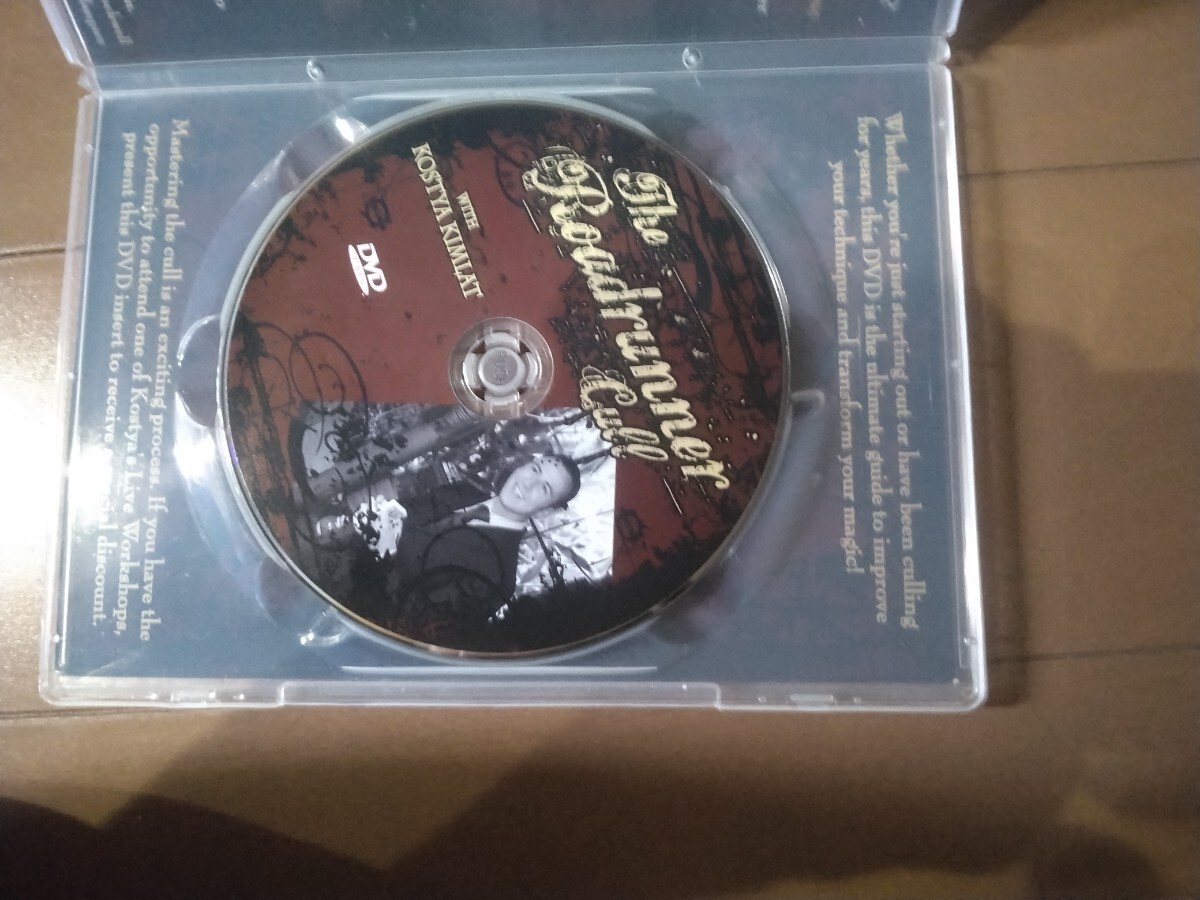 Whether you're just starting out or have been culling
for years, this DVD is the ultimate guide to improve
your technique and transform your magic!
The
Roadrunner
Cull
WITH
KOSTYA KIMLAT
DVD
Mastering the cull is an exciting process. If you have the
opportunity to attend one of Kostya's Live Workshops,
present this DVD insert to receive discount.